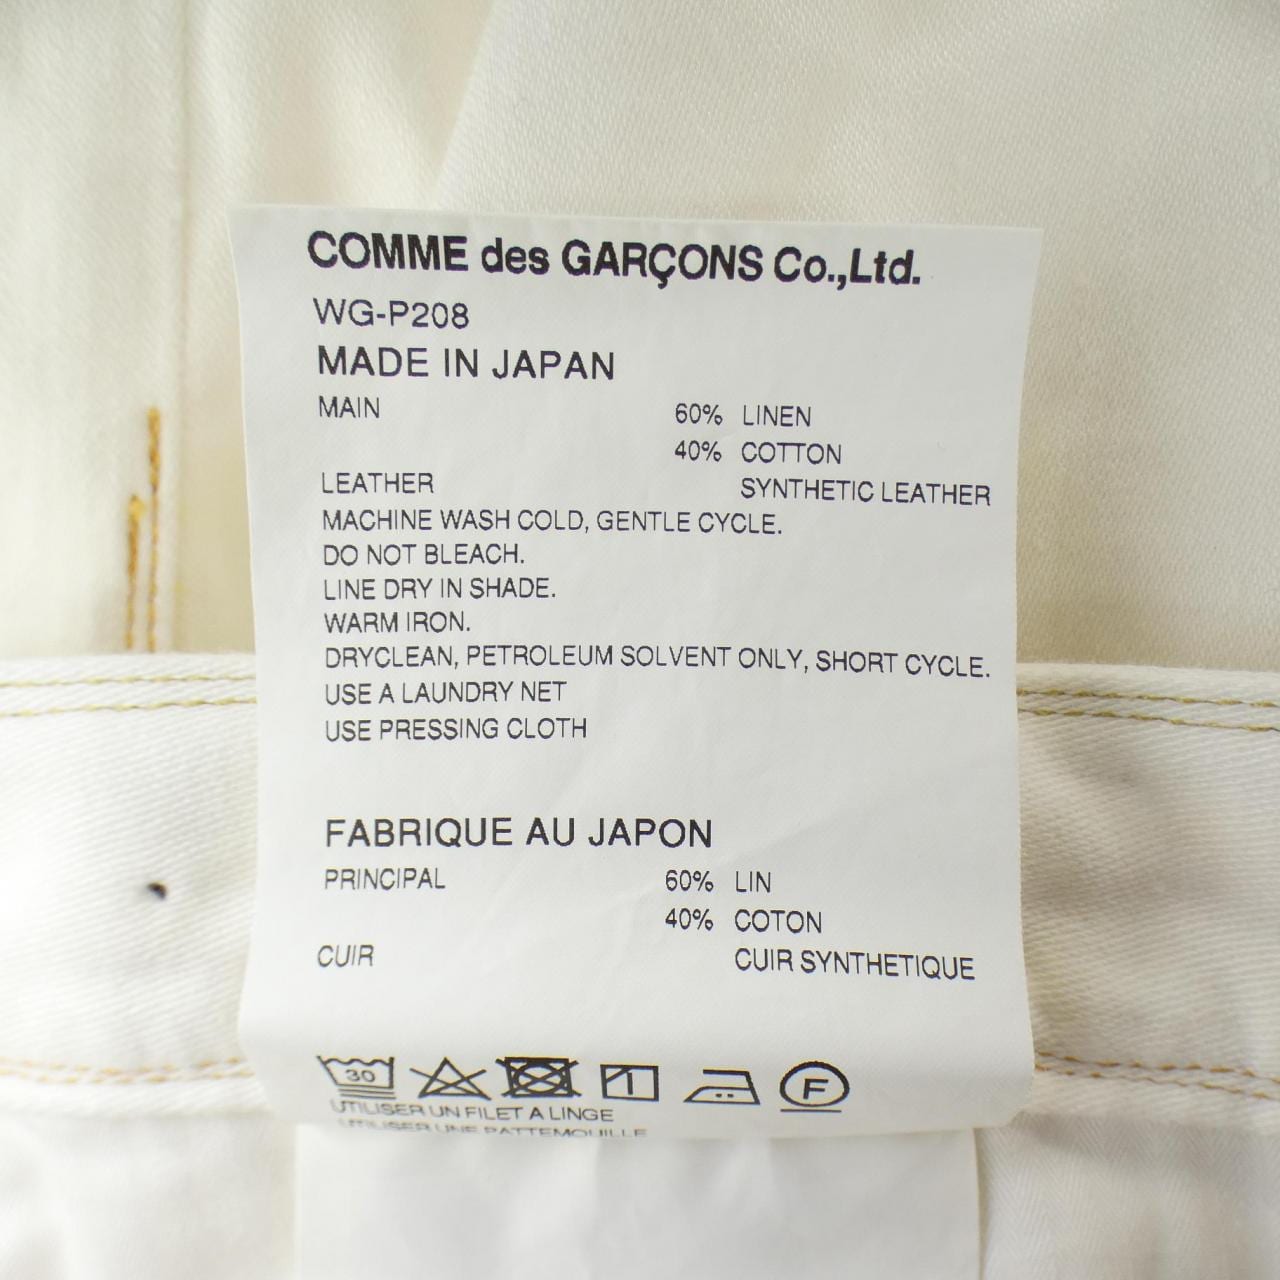 COMME des GARÇONS Co.,Ltd.
WG-P208
MADE IN JAPAN
MAIN 60% LINEN
40% COTTON
LEATHER SYNTHETIC LEATHER
MACHINE WASH COLD, GENTLE CYCLE.
DO NOT BLEACH.
LINE DRY IN SHADE.
WARM IRON.
DRYCLEAN, PETROLEUM SOLVENT ONLY, SHORT CYCLE.
USE A LAUNDRY NET
USE PRESSING CLOTH
FABRIQUE AU JAPON
PRINCIPAL 60% LIN
40% COTON
CUIR CUIR SYNTHETIQUE
30 F
UTILISER UN FILET A LINGE
UTILISER UNE PATTEMOUILLE